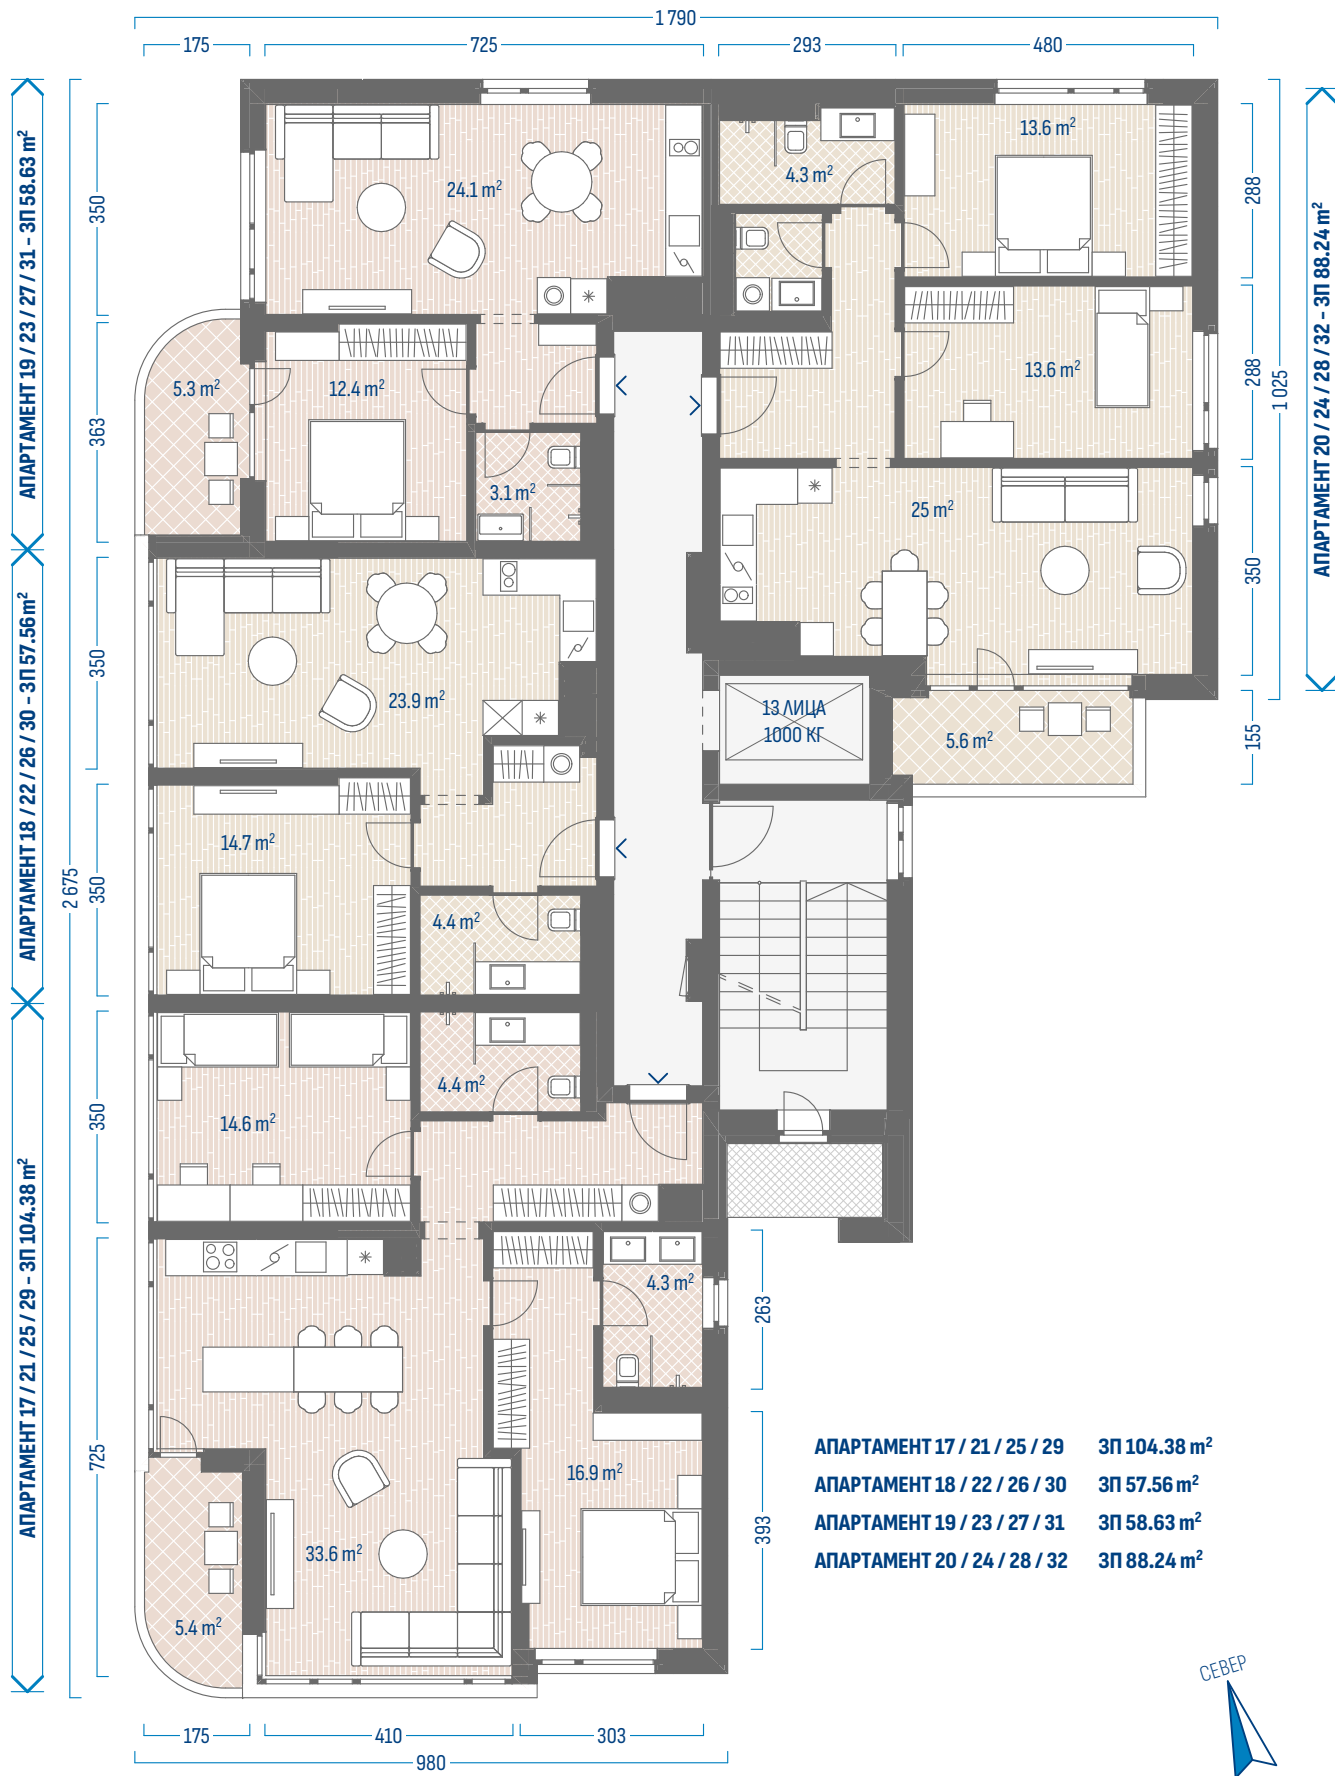 1 790
175
725
293
480
АПАРТАМЕНТ 19 / 23 / 27 / 31 - ЗП 58.63 m²
350
24.1 m²
4.3 m²
13.6 m²
288
АПАРТАМЕНТ 20 / 24 / 28 / 32 - ЗП 88.24 m²
363
5.3 m²
12.4 m²
13.6 m²
288
1 025
3.1 m²
25 m²
350
АПАРТАМЕНТ 18 / 22 / 26 / 30 - ЗП 57.56m²
350
23.9 m²
13 ЛИЦА
1000 КГ
5.6 m²
155
2 675
350
14.7 m²
4.4 m²
АПАРТАМЕНТ 17 / 21 / 25 / 29 - ЗП 104.38 m²
350
14.6 m²
4.4 m²
4.3 m²
263
725
16.9 m²
393
33.6 m²
5.4 m²
АПАРТАМЕНТ 17 / 21 / 25 / 29 ЗП 104.38 m²
АПАРТАМЕНТ 18 / 22 / 26 / 30 ЗП 57.56 m²
АПАРТАМЕНТ 19 / 23 / 27 / 31 ЗП 58.63 m²
АПАРТАМЕНТ 20 / 24 / 28 / 32 ЗП 88.24 m²
СЕВЕР
175
410
303
980